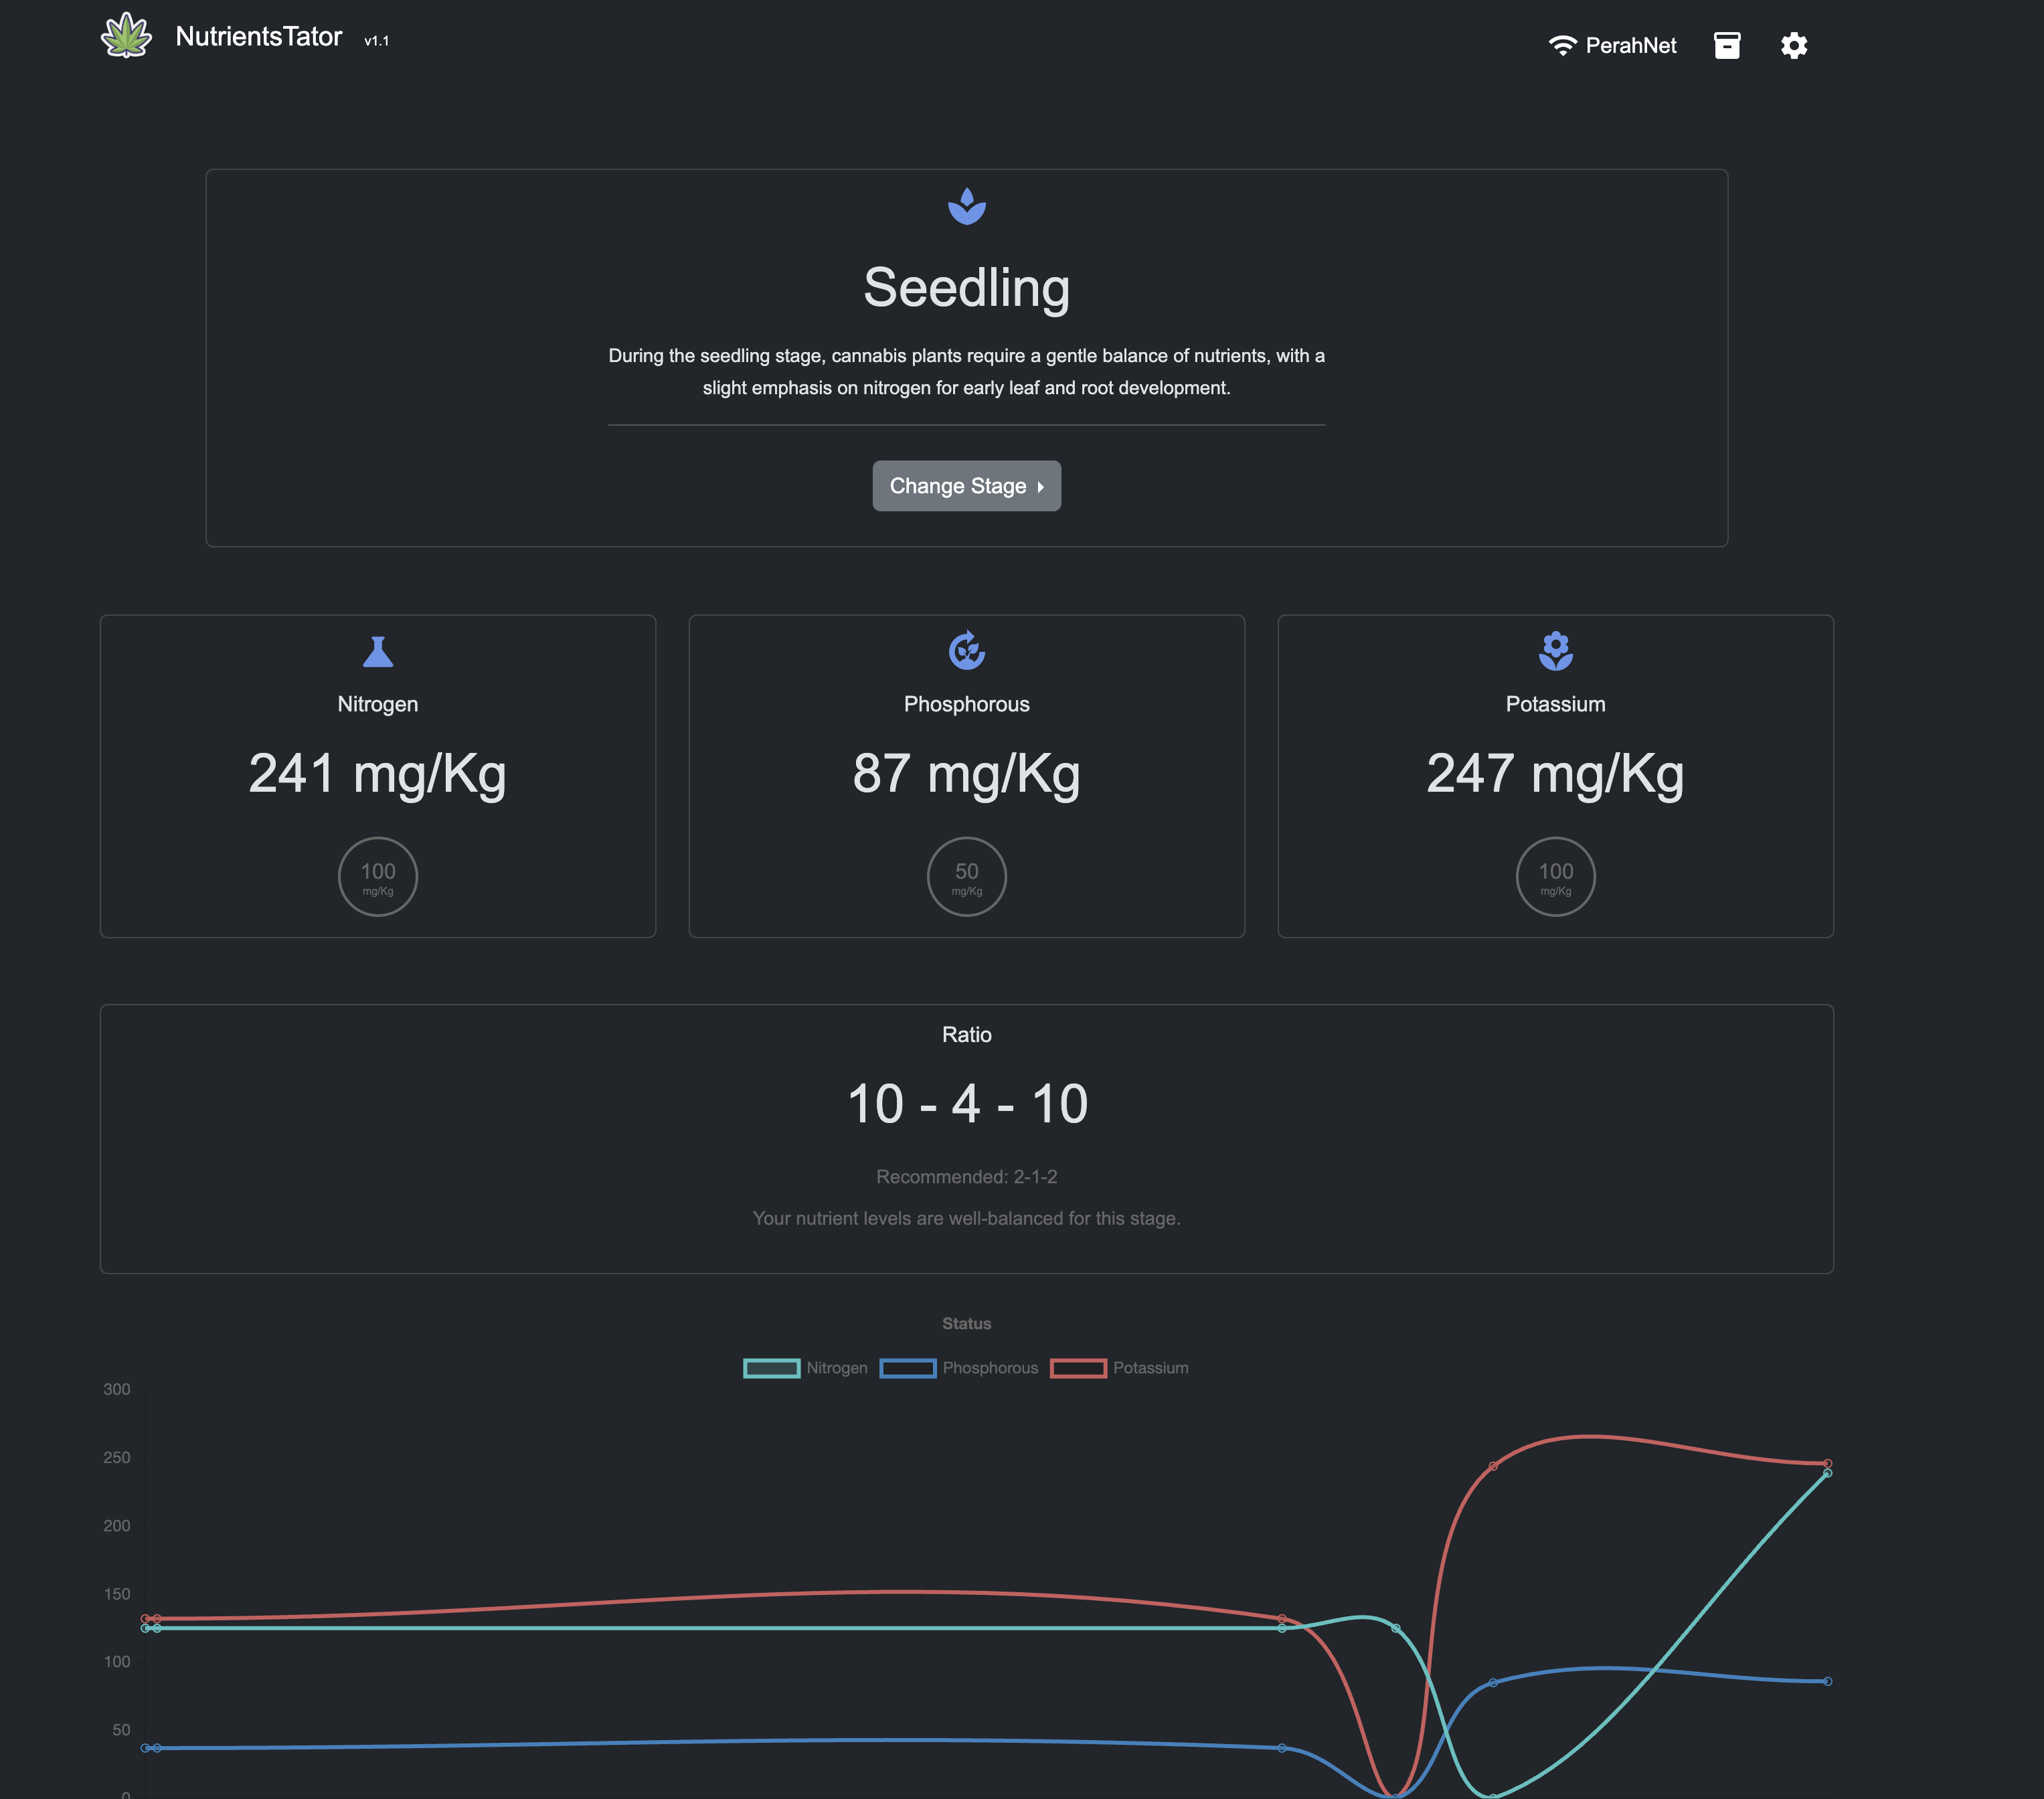 NutrientsTator v1.1
PerahNet
Seedling
During the seedling stage, cannabis plants require a gentle balance of nutrients, with a
slight emphasis on nitrogen for early leaf and root development.
Change Stage
Nitrogen
241 mg/Kg
100
mg/Kg
Phosphorous
87 mg/Kg
50
mg/Kg
Potassium
247 mg/Kg
100
mg/Kg
Ratio
10 - 4 - 10
Recommended: 2-1-2
Your nutrient levels are well-balanced for this stage.
Status
Nitrogen Phosphorous Potassium
300
250
200
150
100
50
0